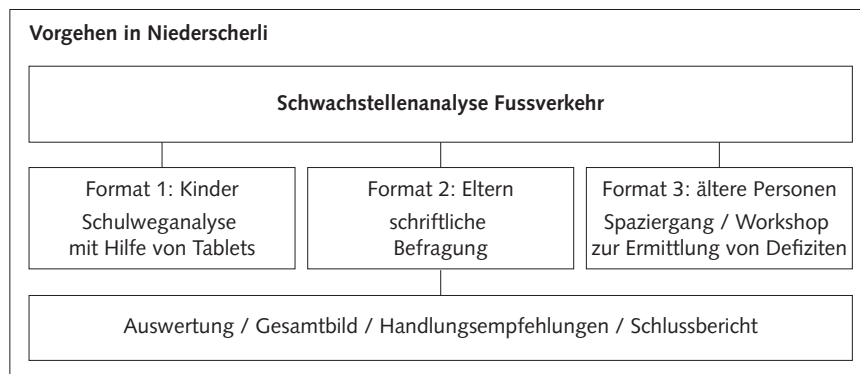 Vorgehen in Niederscherli
Schwachstellenanalyse Fussverkehr
Format 1: Kinder
Schulweganalyse
mit Hilfe von Tablets
Format 2: Eltern
schriftliche
Befragung
Format 3: ältere Personen
Spaziergang / Workshop
zur Ermittlung von Defiziten
Auswertung / Gesamtbild / Handlungsempfehlungen / Schlussbericht